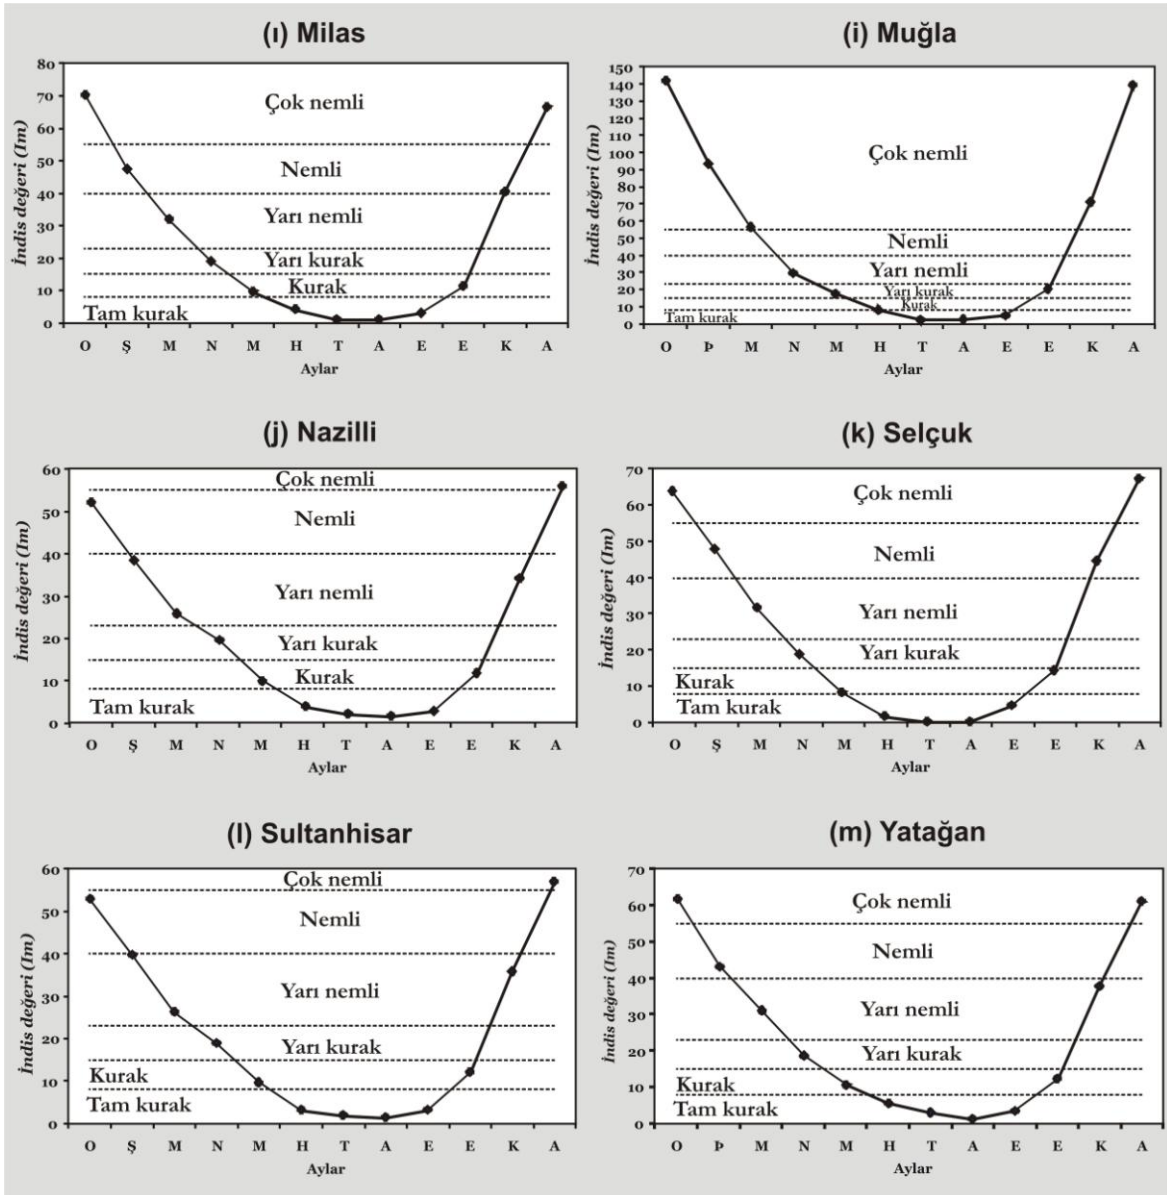 (ı) Milas
İndis değeri (Im)
80
70
60
50
40
30
20
10
0
Çok nemli
Nemli
Yarı nemli
Yarı kurak
Kurak
Tam kurak
O Ş M N M H T A E E K A
Aylar
(i) Muğla
İndis değeri (Im)
150
140
130
120
110
100
90
80
70
60
50
40
30
20
10
0
Çok nemli
Nemli
Yarı nemli
Yarı kurak
Kurak
Tam kurak
O Þ M N M H T A E E K A
Aylar
(j) Nazilli
İndis değeri (Im)
60
50
40
30
20
10
0
Çok nemli
Nemli
Yarı nemli
Yarı kurak
Kurak
Tam kurak
O Ş M N M H T A E E K A
Aylar
(k) Selçuk
İndis değeri (Im)
70
60
50
40
30
20
10
0
Çok nemli
Nemli
Yarı nemli
Yarı kurak
Kurak
Tam kurak
O Ş M N M H T A E E K A
Aylar
(l) Sultanhisar
İndis değeri (Im)
60
50
40
30
20
10
0
Çok nemli
Nemli
Yarı nemli
Yarı kurak
Kurak
Tam kurak
O Ş M N M H T A E E K A
Aylar
(m) Yatağan
İndis değeri (Im)
70
60
50
40
30
20
10
0
Çok nemli
Nemli
Yarı nemli
Yarı kurak
Kurak
Tam kurak
O Þ M N M H T A E E K A
Aylar